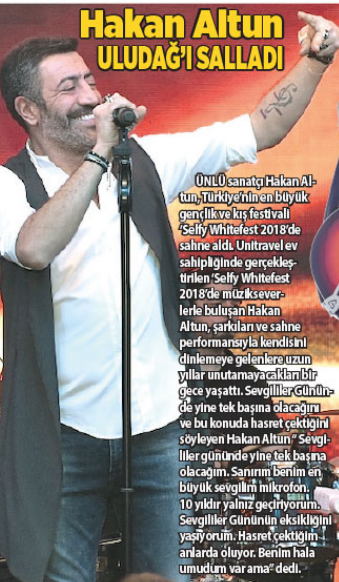 Hakan Altun
ULUDAĞ'I SALLADI
ÜNLÜ sanatçı Hakan Al-
tun, Türkiye'nin en büyük
gençlik ve kış festivali
'Selfy Whitefest 2018'de
sahne aldı. Unitravel ev
sahipliğinde gerçekleş-
tirilen 'Selfy Whitefest
2018'de müziksever-
lerle buluşan Hakan
Altun, şarkıları ve sahne
performansıyla kendisini
dinlemeye gelenlere uzun
yıllar unutamayacakları bir
gece yaşattı. Sevgililer Günün-
de yine tek başına olacağını
ve bu konuda hasret çektiğini
söyleyen Hakan Altun " Sevgi-
liler gününde yine tek başına
olacağım. Sanırım benim en
büyük sevgilim mikrofon.
10 yıldır yalnız geçiriyorum.
Sevgililer Gününün eksikliğini
yaşıyorum. Hasret çektiğim
anlarda oluyor. Benim hala
umudum var ama" dedi.